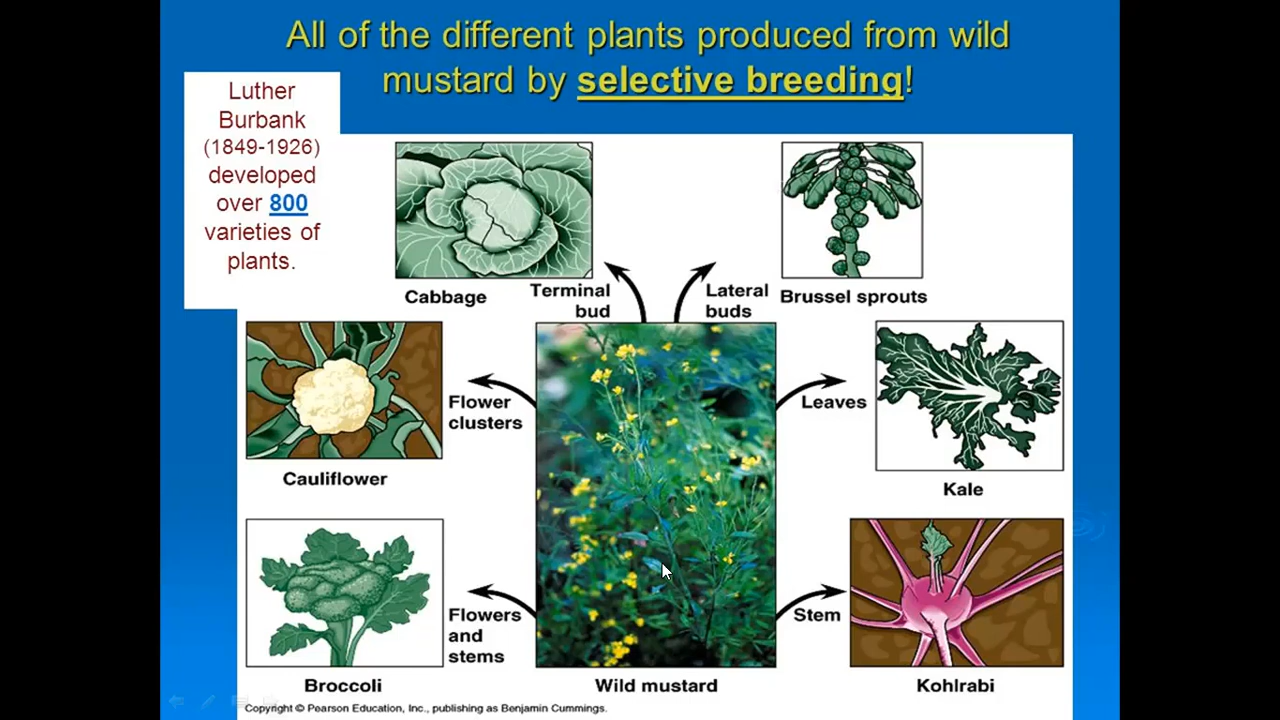 All of the different plants produced from wild
mustard by selective breeding!
Luther
Burbank
(1849-1926)
developed
over 800
varieties of
plants.
Cabbage
Terminal
bud
Lateral
buds
Brussel sprouts
Flower
clusters
Leaves
Cauliflower
Kale
Flowers
and
stems
Stem
Broccoli
Wild mustard
Kohlrabi
Copyright © Pearson Education, Inc., publishing as Benjamin Cummings.